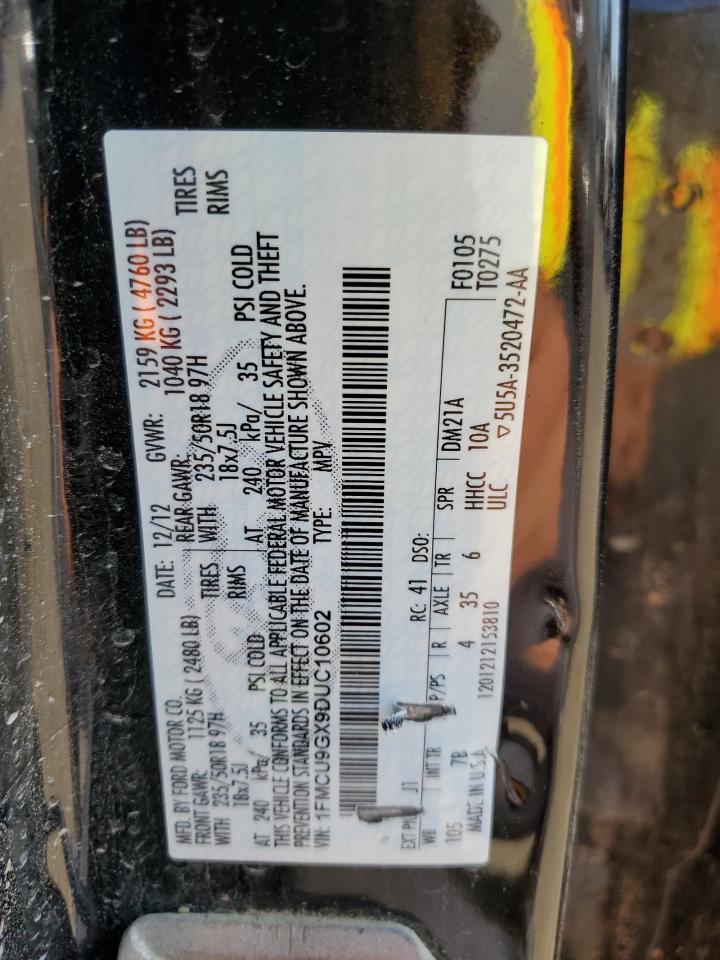 MFD. BY FORD MOTOR CO.
DATE: 12/12 GVWR: 2159 KG ( 4760 LB)
FRONT GAWR: 1125 KG ( 2480 LB) REAR GAWR: 1040 KG ( 2293 LB)
WITH 235/50R18 97H TIRES WITH 235/50R18 97H TIRES
18x7.5J RIMS 18x7.5J RIMS
AT 240 kPa/ 35 PSI COLD AT 240 kPa/ 35 PSI COLD
THIS VEHICLE CONFORMS TO ALL APPLICABLE FEDERAL MOTOR VEHICLE SAFETY AND THEFT
PREVENTION STANDARDS IN EFFECT ON THE DATE OF MANUFACTURE SHOWN ABOVE.
VIN: 1FMCU9GX9DUC10602 TYPE: MPV
EXT PNT: J1 RC: 41 DSO:
WB INT TR P/PS R AXLE TR SPR DM21A F0105
105 7B 4 35 6 HHCC 10A T0275
MADE IN U.S.A 1201212153810 ULC ▽5U5A-3520472-AA